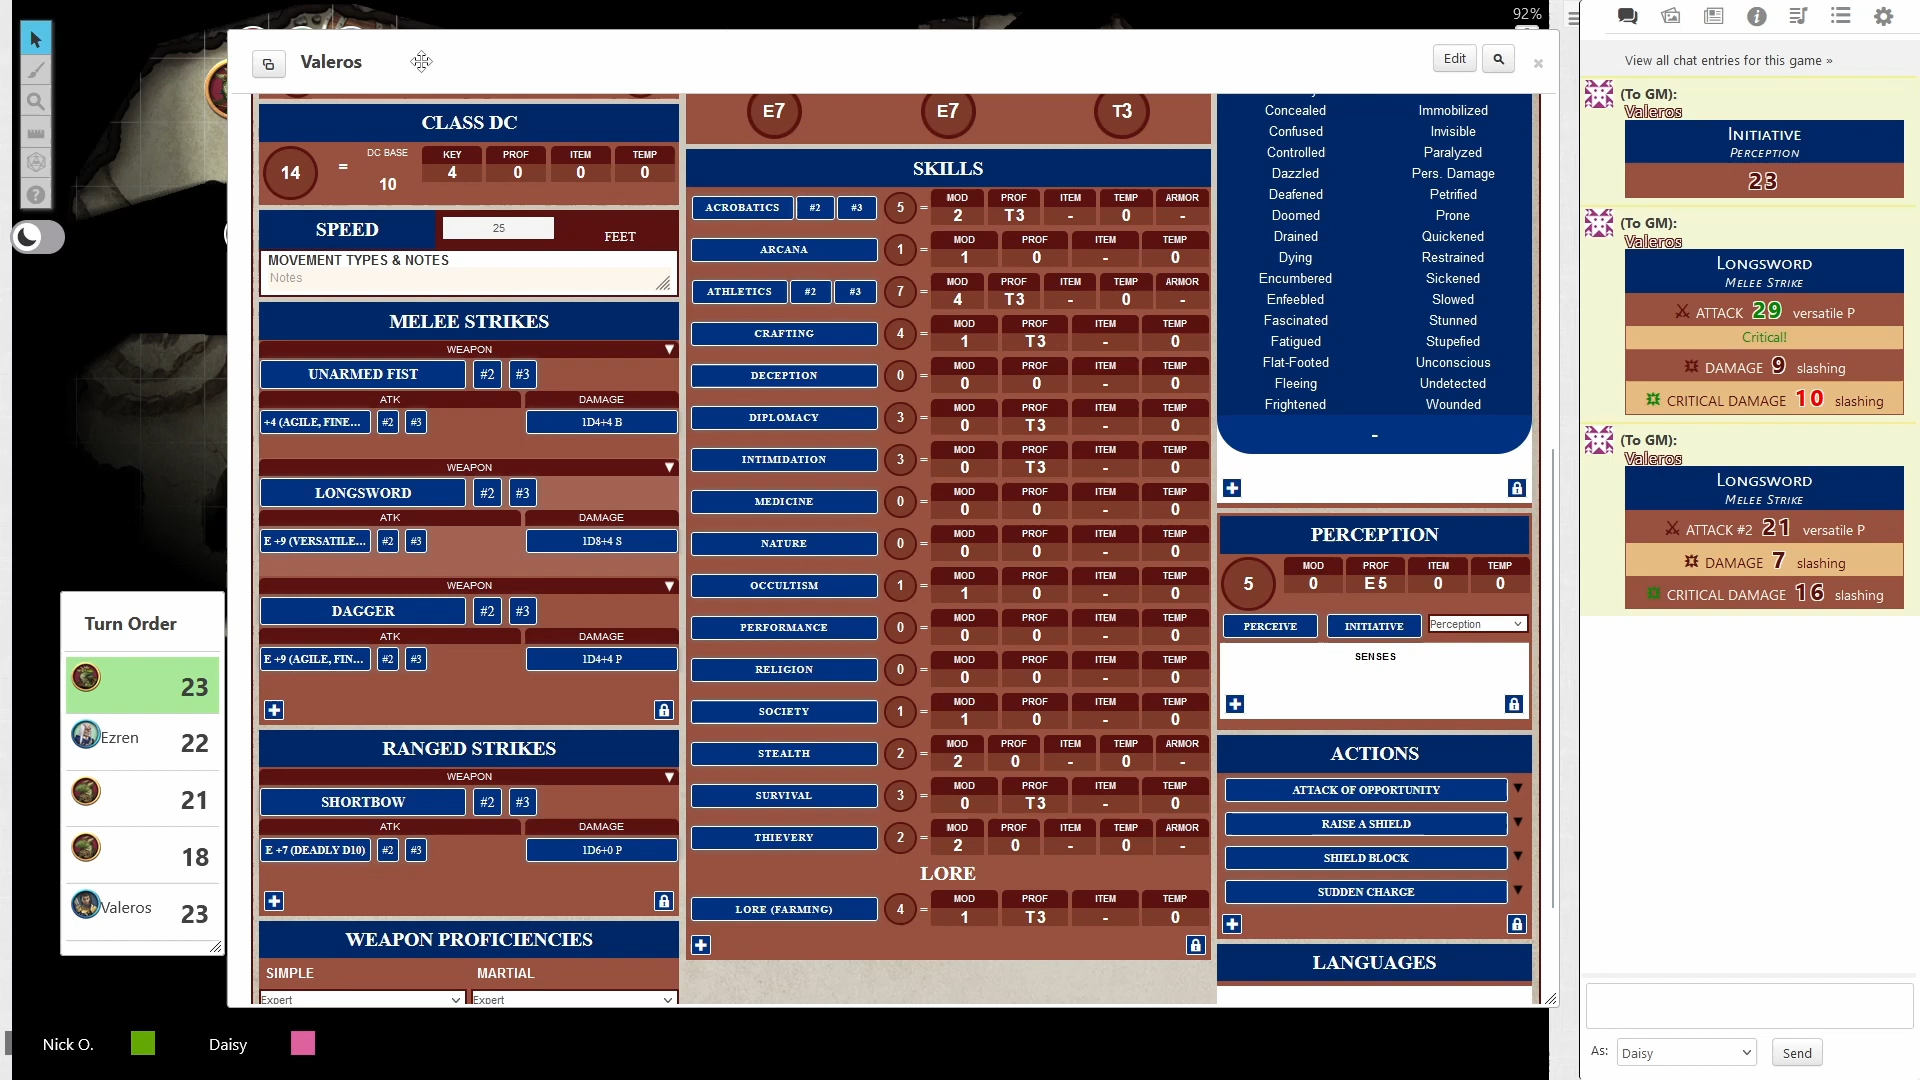 92%
Valeros
Edit
E7
E7
T3
CLASS DC
14
=
DC BASE
10
KEY
PROF
ITEM
TEMP
4
0
0
0
SPEED
25
FEET
MOVEMENT TYPES & NOTES
Notes
MELEE STRIKES
WEAPON
UNARMED FIST #2 #3
ATK DAMAGE
+4 (AGILE, FINE... #2 #3 1D4+4 B
WEAPON
LONGSWORD #2 #3
ATK DAMAGE
E +9 (VERSATILE... #2 #3 1D8+4 S
WEAPON
DAGGER #2 #3
ATK DAMAGE
E +9 (AGILE, FIN... #2 #3 1D4+4 P
RANGED STRIKES
WEAPON
SHORTBOW #2 #3
ATK DAMAGE
E +7 (DEADLY D10) #2 #3 1D6+0 P
WEAPON PROFICIENCIES
SIMPLE MARTIAL
Expert Expert
SKILLS
MOD PROF ITEM TEMP ARMOR
ACROBATICS #2 #3 5 = 2 T3 - 0 -
MOD PROF ITEM TEMP
ARCANA 1 = 1 0 - 0
MOD PROF ITEM TEMP ARMOR
ATHLETICS #2 #3 7 = 4 T3 - 0 -
MOD PROF ITEM TEMP
CRAFTING 4 = 1 T3 - 0
MOD PROF ITEM TEMP
DECEPTION 0 = 0 0 - 0
MOD PROF ITEM TEMP
DIPLOMACY 3 = 0 T3 - 0
MOD PROF ITEM TEMP
INTIMIDATION 3 = 0 T3 - 0
MOD PROF ITEM TEMP
MEDICINE 0 = 0 0 - 0
MOD PROF ITEM TEMP
NATURE 0 = 0 0 - 0
MOD PROF ITEM TEMP
OCCULTISM 1 = 1 0 - 0
MOD PROF ITEM TEMP
PERFORMANCE 0 = 0 0 - 0
MOD PROF ITEM TEMP
RELIGION 0 = 0 0 - 0
MOD PROF ITEM TEMP
SOCIETY 1 = 1 0 - 0
MOD PROF ITEM TEMP ARMOR
STEALTH 2 = 2 0 - 0 -
MOD PROF ITEM TEMP
SURVIVAL 3 = 0 T3 - 0
MOD PROF ITEM TEMP ARMOR
THIEVERY 2 = 2 0 - 0 -
LORE
MOD PROF ITEM TEMP
LORE (FARMING) 4 = 1 T3 - 0
Concealed Immobilized
Confused Invisible
Controlled Paralyzed
Dazzled Pers. Damage
Deafened Petrified
Doomed Prone
Drained Quickened
Dying Restrained
Encumbered Sickened
Enfeebled Slowed
Fascinated Stunned
Fatigued Stupefied
Flat-Footed Unconscious
Fleeing Undetected
Frightened Wounded
-
PERCEPTION
MOD PROF ITEM TEMP
5 0 E5 0 0
PERCEIVE INITIATIVE Perception
SENSES
ACTIONS
ATTACK OF OPPORTUNITY
RAISE A SHIELD
SHIELD BLOCK
SUDDEN CHARGE
LANGUAGES
Turn Order
23
Ezren 22
21
18
Valeros 23
Nick O. Daisy
View all chat entries for this game »
(To GM):
Valeros
INITIATIVE
PERCEPTION
23
(To GM):
Valeros
LONGSWORD
MELEE STRIKE
ATTACK 29 versatile P
Critical!
DAMAGE 9 slashing
CRITICAL DAMAGE 10 slashing
(To GM):
Valeros
LONGSWORD
MELEE STRIKE
ATTACK #2 21 versatile P
DAMAGE 7 slashing
CRITICAL DAMAGE 16 slashing
As: Daisy Send